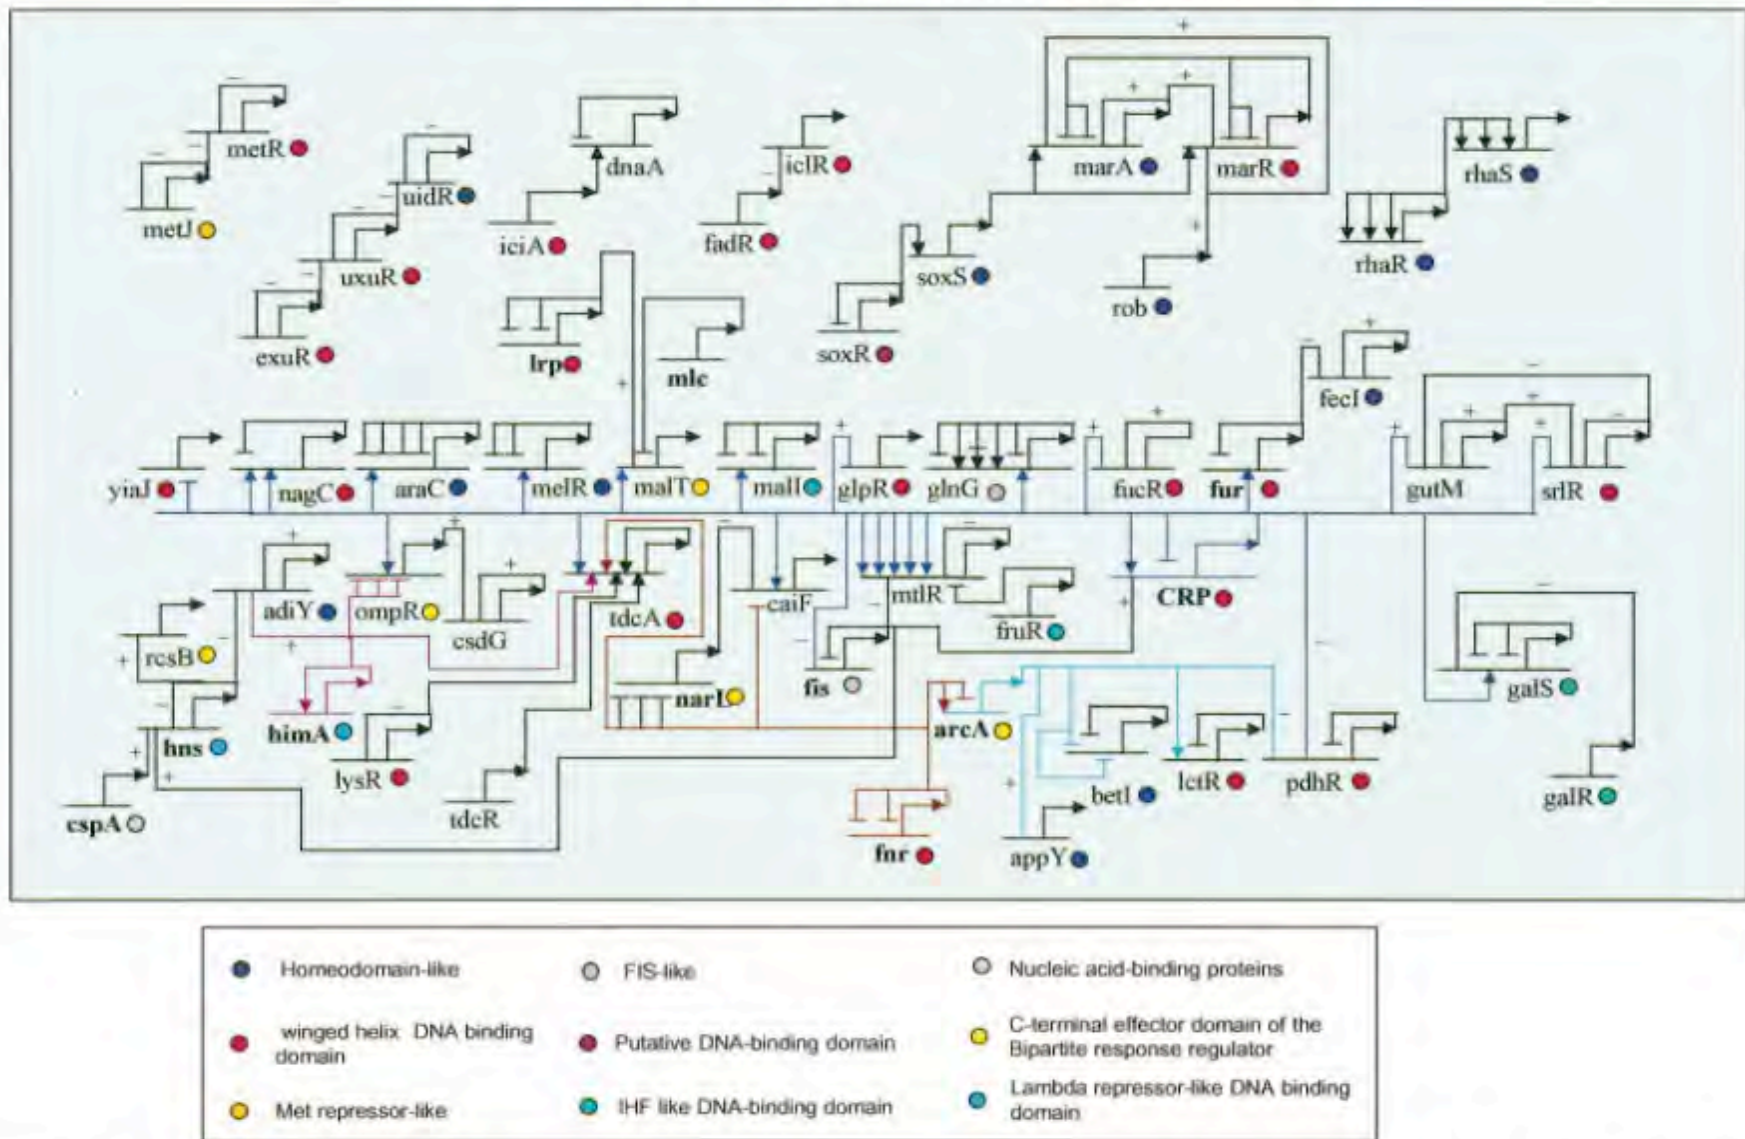 metR
dnaA
iclR
marA
marR
rhaS
uidR
metJ
iciA
fadR
uxuR
soxS
rhaR
rob
exuR
lrp
mlc
soxR
fecI
yiaJ
nagC
araC
melR
malT
malI
glpR
glnG
fucR
fur
gutM
srlR
adiY
ompR
csdG
tdcA
caiF
mtlR
fruR
CRP
rcsB
narL
fis
galS
hns
himA
arcA
lysR
betI
lctR
pdhR
cspA
tdcR
fnr
appY
galR
Homeodomain-like
FIS-like
Nucleic acid-binding proteins
winged helix DNA binding
domain
Putative DNA-binding domain
C-terminal effector domain of the
Bipartite response regulator
Met repressor-like
IHF like DNA-binding domain
Lambda repressor-like DNA binding
domain